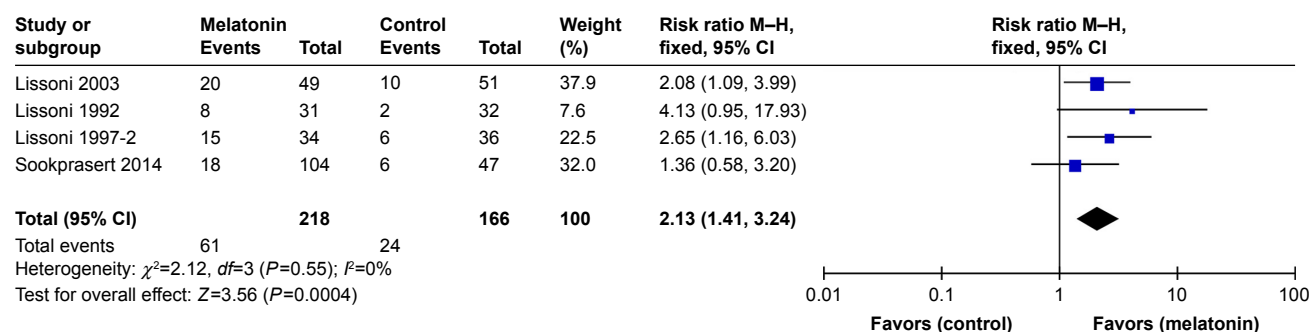 Study or subgroup Melatonin Events Total Control Events Total Weight (%) Risk ratio M–H, fixed, 95% CI Risk ratio M–H, fixed, 95% CI
Lissoni 2003 20 49 10 51 37.9 2.08 (1.09, 3.99)
Lissoni 1992 8 31 2 32 7.6 4.13 (0.95, 17.93)
Lissoni 1997-2 15 34 6 36 22.5 2.65 (1.16, 6.03)
Sookprasert 2014 18 104 6 47 32.0 1.36 (0.58, 3.20)
Total (95% CI) 218 166 100 2.13 (1.41, 3.24)
Total events 61 24
Heterogeneity: χ²=2.12, df=3 (P=0.55); I²=0%
Test for overall effect: Z=3.56 (P=0.0004)
0.01 0.1 1 10 100
Favors (control) Favors (melatonin)